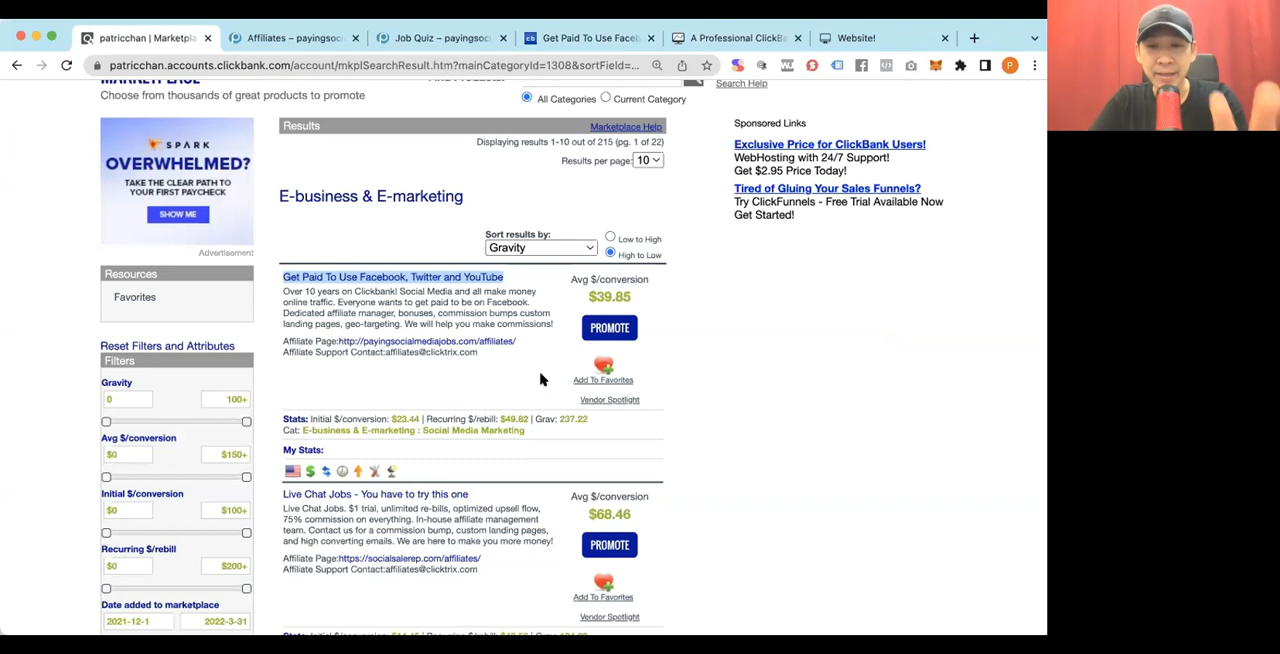 patricchan | Marketpla
Affiliates – payingsoci
Job Quiz – payingsoc
Get Paid To Use Faceb
A Professional ClickBa
Website!
patricchan.accounts.clickbank.com/account/mkplSearchResult.htm?mainCategoryId=1308&sortField=...
MARKETPLACE
Choose from thousands of great products to promote
All Categories
Current Category
Search Help
SPARK
OVERWHELMED?
TAKE THE CLEAR PATH TO
YOUR FIRST PAYCHECK
SHOW ME
Advertisement
Resources
Favorites
Reset Filters and Attributes
Filters
Gravity
0 100+
Avg $/conversion
$0 $150+
Initial $/conversion
$0 $100+
Recurring $/rebill
$0 $200+
Date added to marketplace
2021-12-1 2022-3-31
Results
Marketplace Help
Displaying results 1-10 out of 215 (pg. 1 of 22)
Results per page: 10
E-business & E-marketing
Sort results by:
Gravity
Low to High
High to Low
Get Paid To Use Facebook, Twitter and YouTube
Over 10 years on Clickbank! Social Media and all make money
online traffic. Everyone wants to get paid to be on Facebook.
Dedicated affiliate manager, bonuses, commission bumps custom
landing pages, geo-targeting. We will help you make commissions!
Affiliate Page:http://payingsocialmediajobs.com/affiliates/
Affiliate Support Contact:affiliates@clicktrix.com
Avg $/conversion
$39.85
PROMOTE
Add To Favorites
Vendor Spotlight
Stats: Initial $/conversion: $23.44 | Recurring $/rebill: $49.82 | Grav: 237.22
Cat: E-business & E-marketing : Social Media Marketing
My Stats:
Live Chat Jobs - You have to try this one
Live Chat Jobs. $1 trial, unlimited re-bills, optimized upsell flow,
75% commission on everything. In-house affiliate management
team. Contact us for a commission bump, custom landing pages,
and high converting emails. We are here to make you more money!
Affiliate Page:https://socialsalerep.com/affiliates/
Affiliate Support Contact:affiliates@clicktrix.com
Avg $/conversion
$68.46
PROMOTE
Add To Favorites
Vendor Spotlight
Sponsored Links
Exclusive Price for ClickBank Users!
WebHosting with 24/7 Support!
Get $2.95 Price Today!
Tired of Gluing Your Sales Funnels?
Try ClickFunnels - Free Trial Available Now
Get Started!